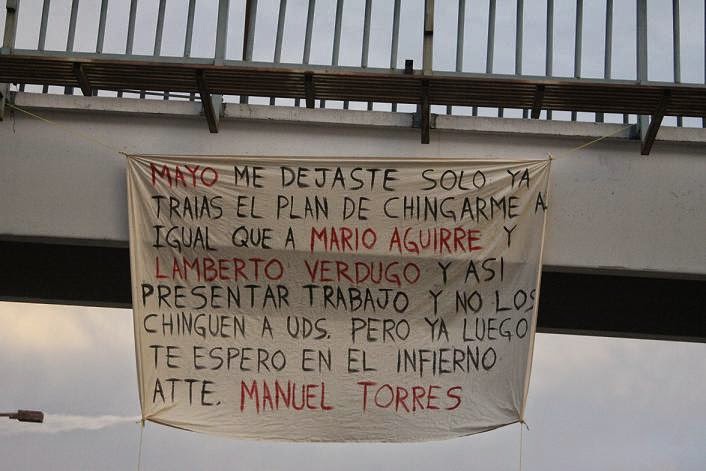 MAYO ME DEJASTE SOLO YA
TRAIAS EL PLAN DE CHINGARME A
IGUAL QUE A MARIO AGUIRRE Y
LAMBERTO VERDUGO Y ASI
PRESENTAR TRABAJO Y NO LOS
CHINGUEN A UDS. PERO YA LUEGO
TE ESPERO EN EL INFIERNO
ATTE. MANUEL TORRES